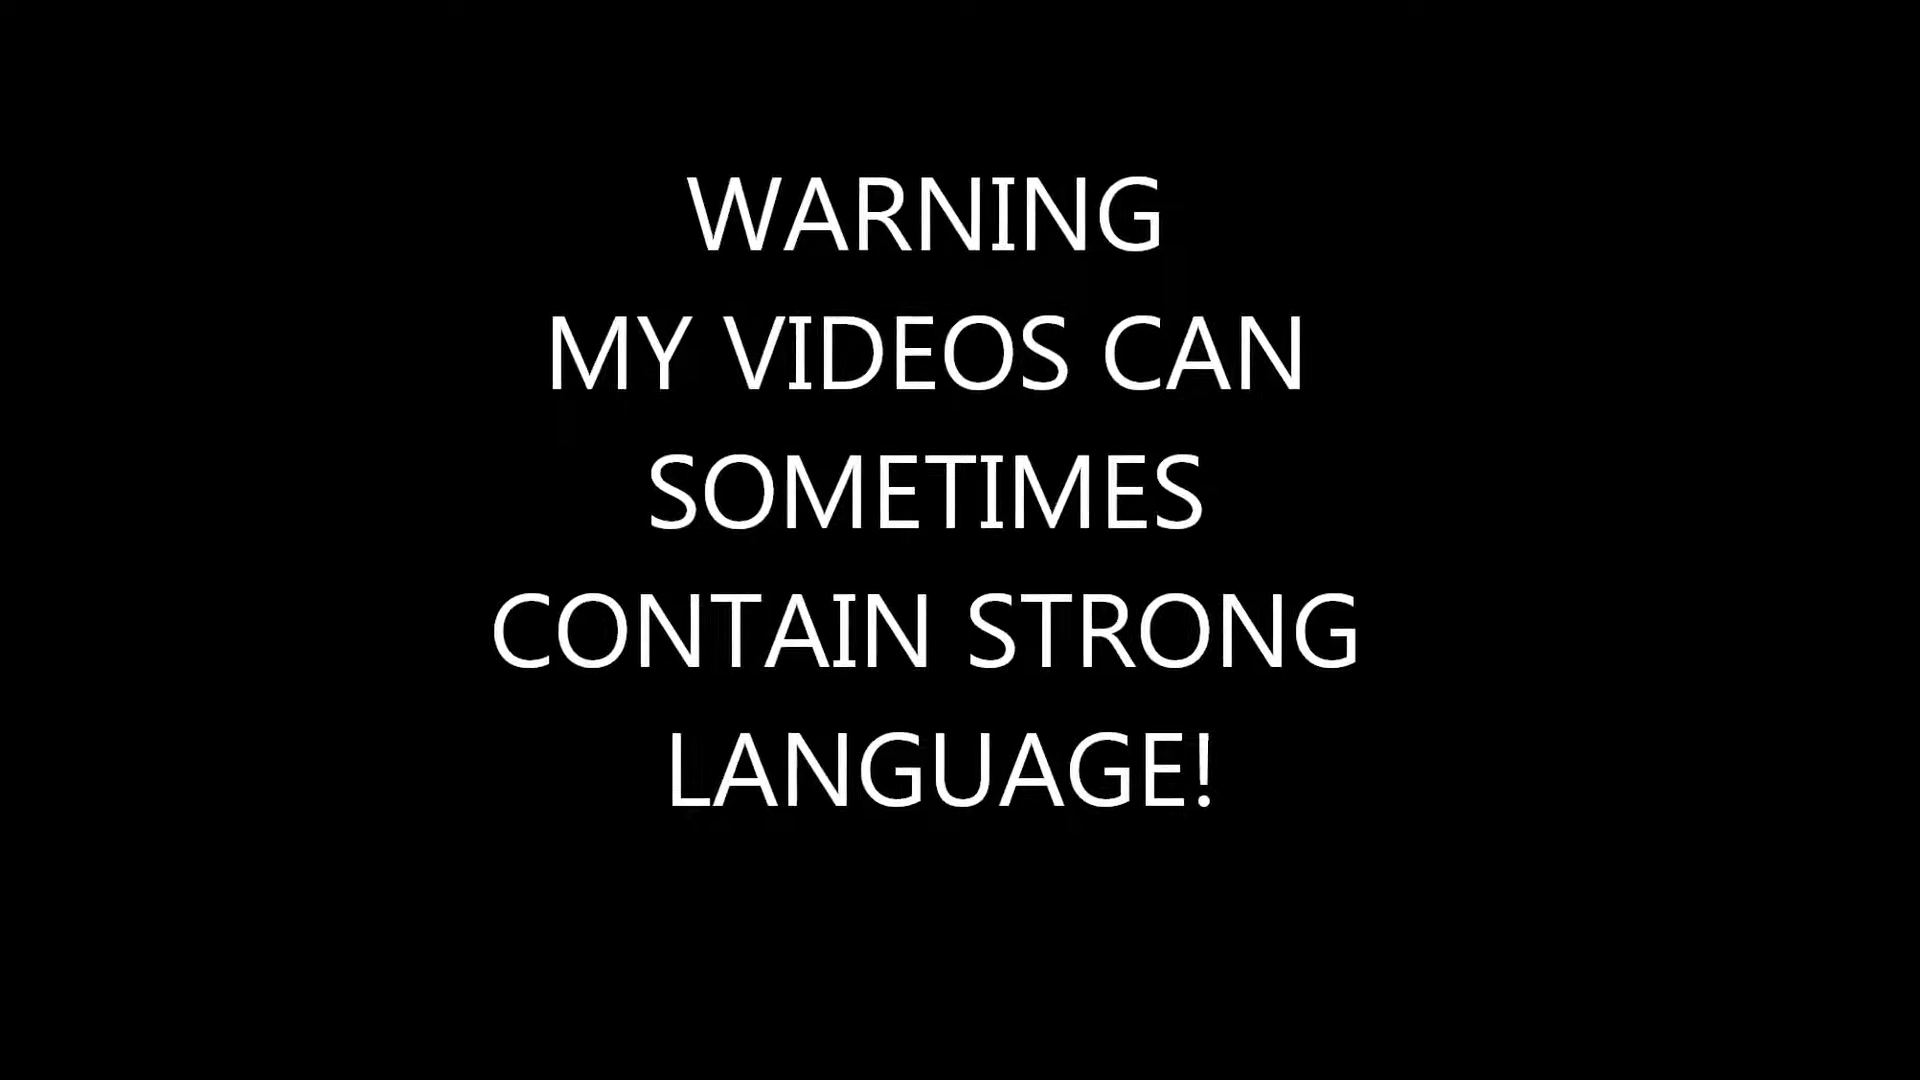 WARNING
MY VIDEOS CAN
SOMETIMES
CONTAIN STRONG
LANGUAGE!